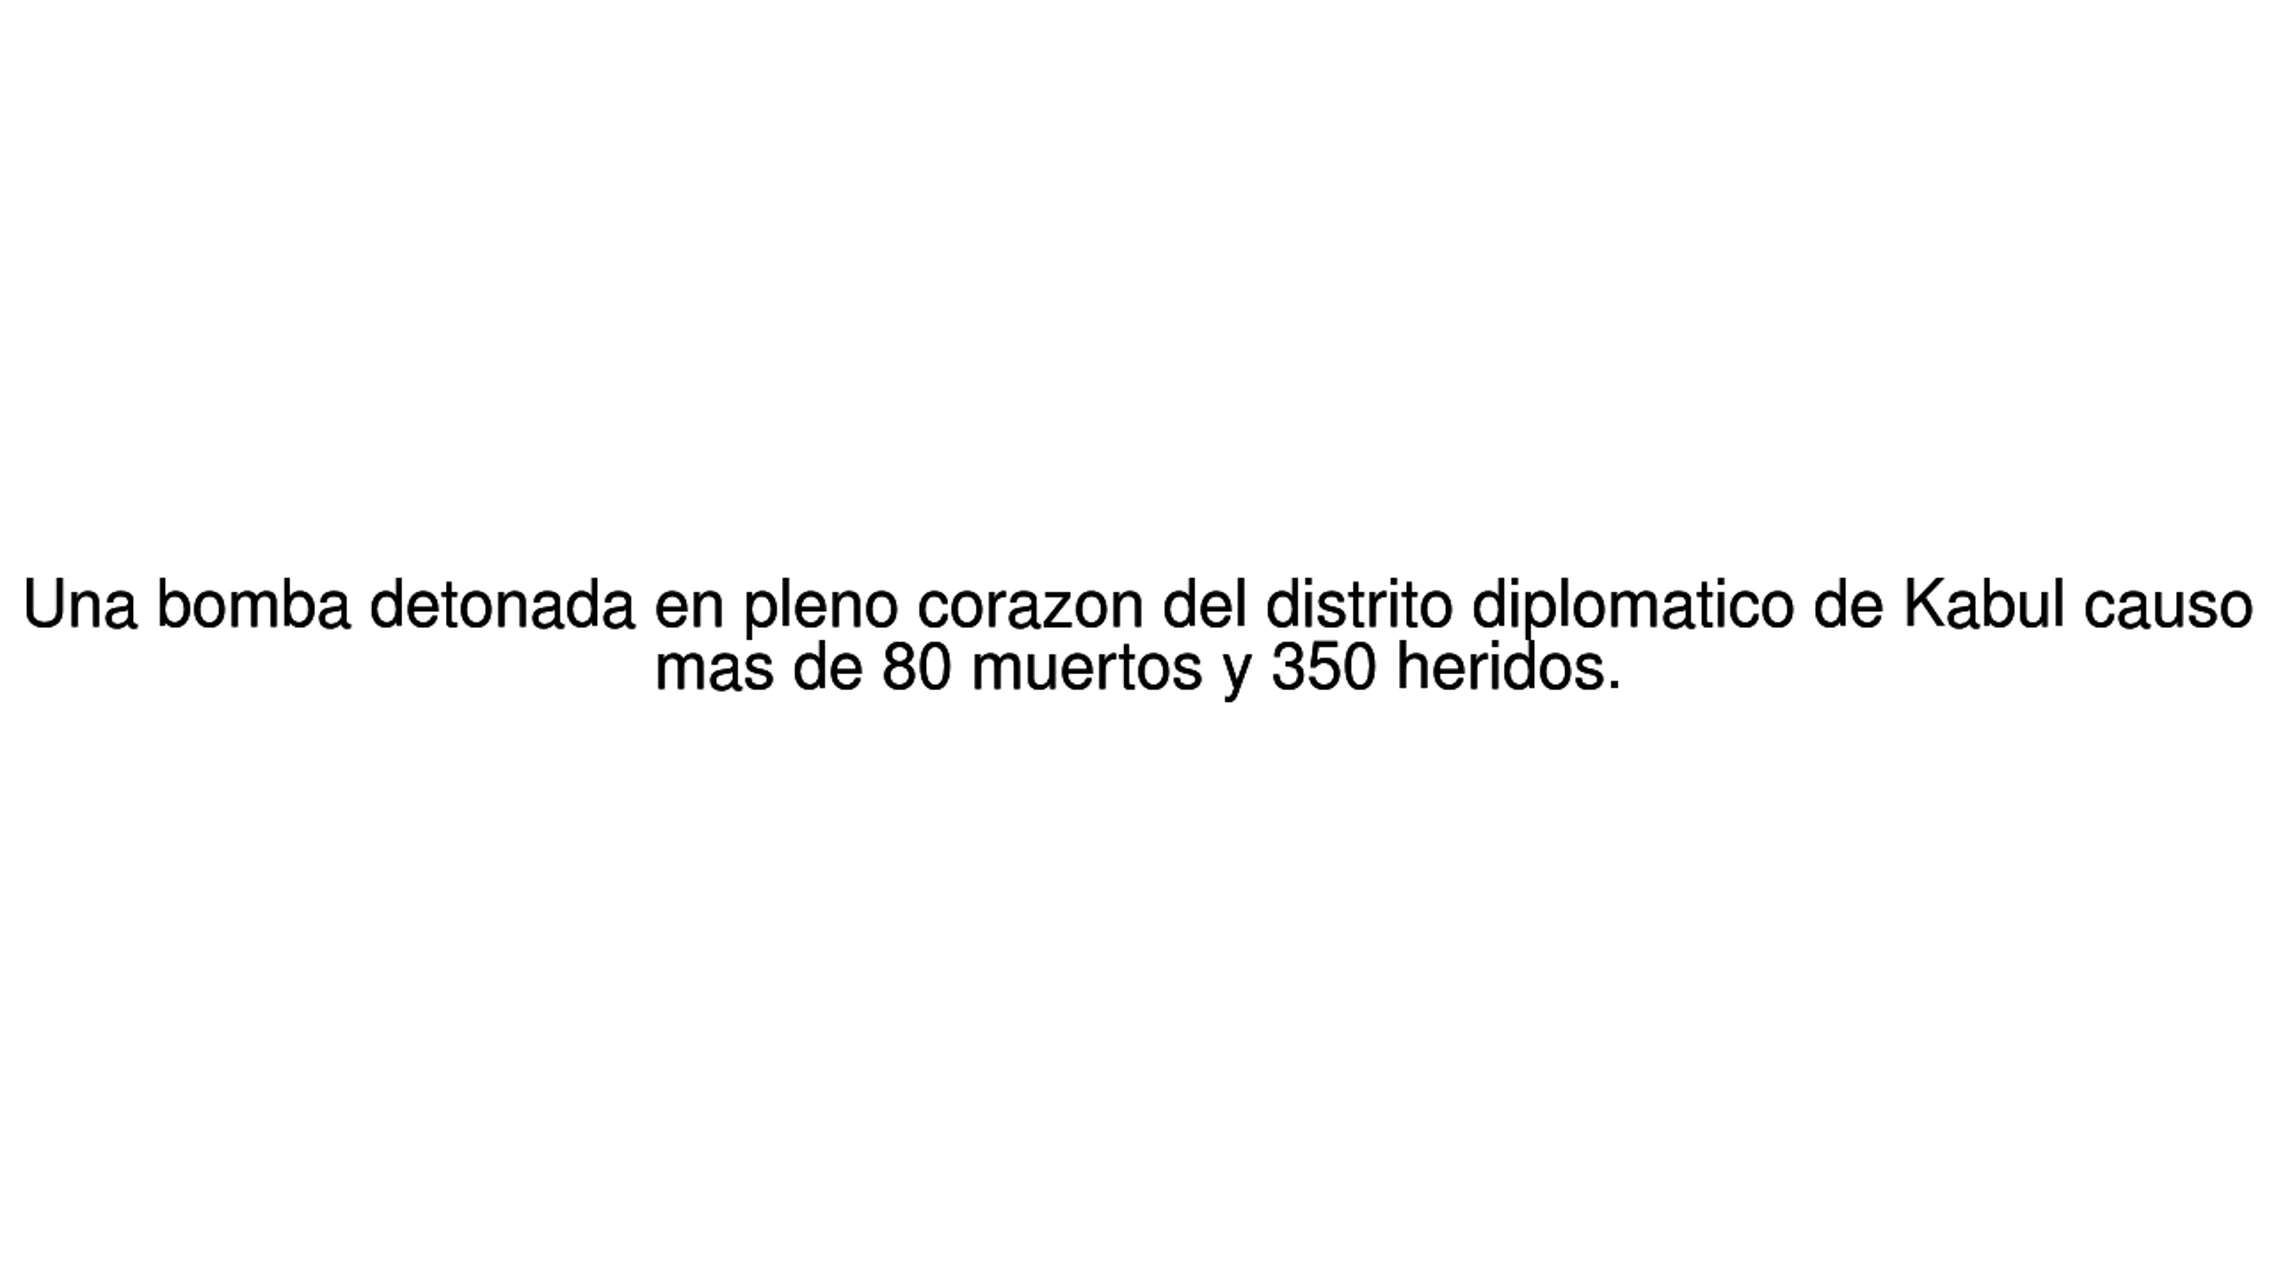 Una bomba detonada en pleno corazon del distrito diplomatico de Kabul causo
mas de 80 muertos y 350 heridos.